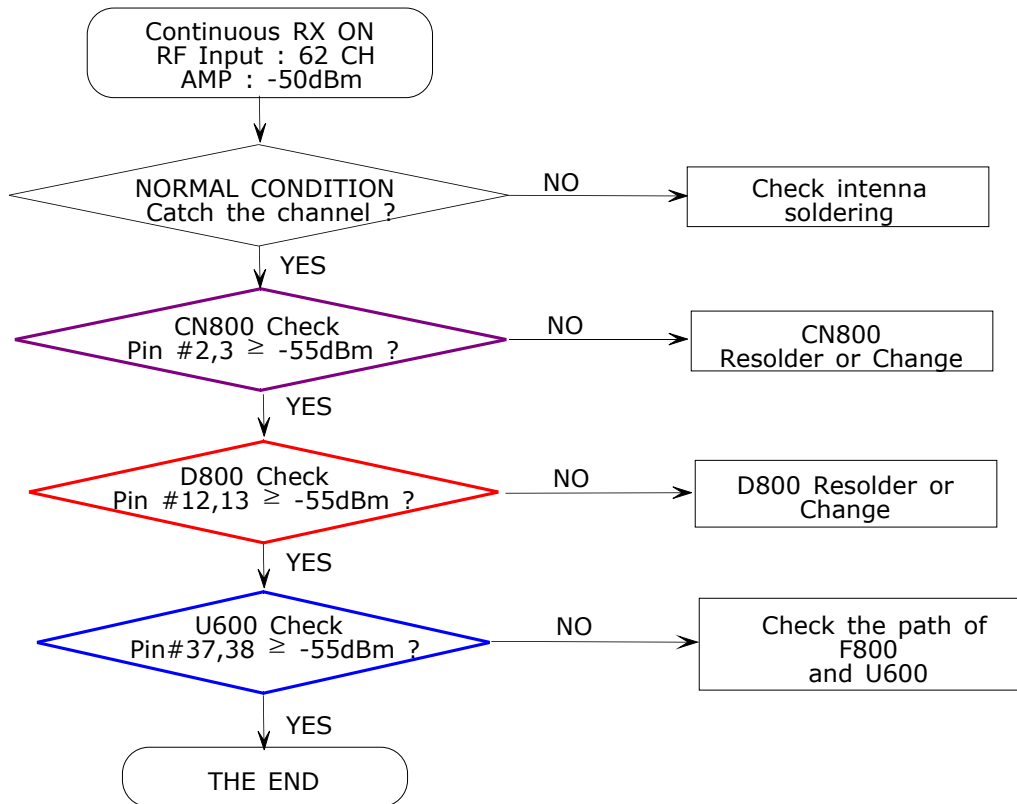 Continuous RX ON
RF Input : 62 CH
AMP : -50dBm
NORMAL CONDITION
Catch the channel ?
NO
Check intenna
soldering
YES
CN800 Check
Pin #2,3 ≥ -55dBm ?
NO
CN800
Resolder or Change
YES
D800 Check
Pin #12,13 ≥ -55dBm ?
NO
D800 Resolder or
Change
YES
U600 Check
Pin#37,38 ≥ -55dBm ?
NO
Check the path of
F800
and U600
YES
THE END